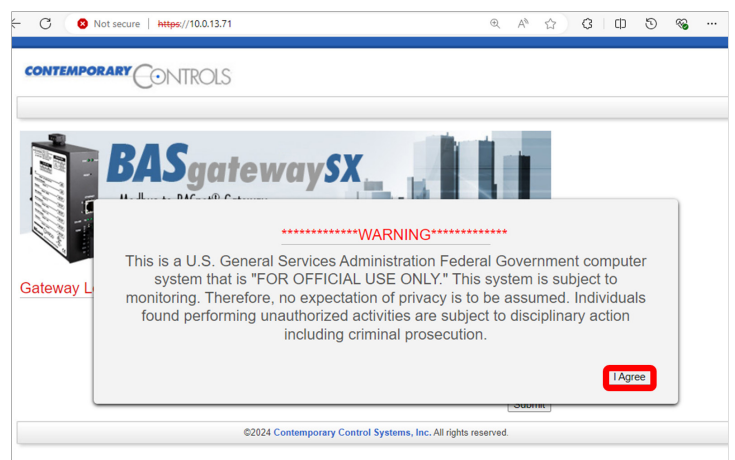 Not secure
https://10.0.13.71
CONTEMPORARY CONTROLS
BASgatewaySX
*************WARNING*************
This is a U.S. General Services Administration Federal Government computer
system that is "FOR OFFICIAL USE ONLY." This system is subject to
monitoring. Therefore, no expectation of privacy is to be assumed. Individuals
found performing unauthorized activities are subject to disciplinary action
including criminal prosecution.
Gateway
I Agree
Submit
©2024 Contemporary Control Systems, Inc. All rights reserved.